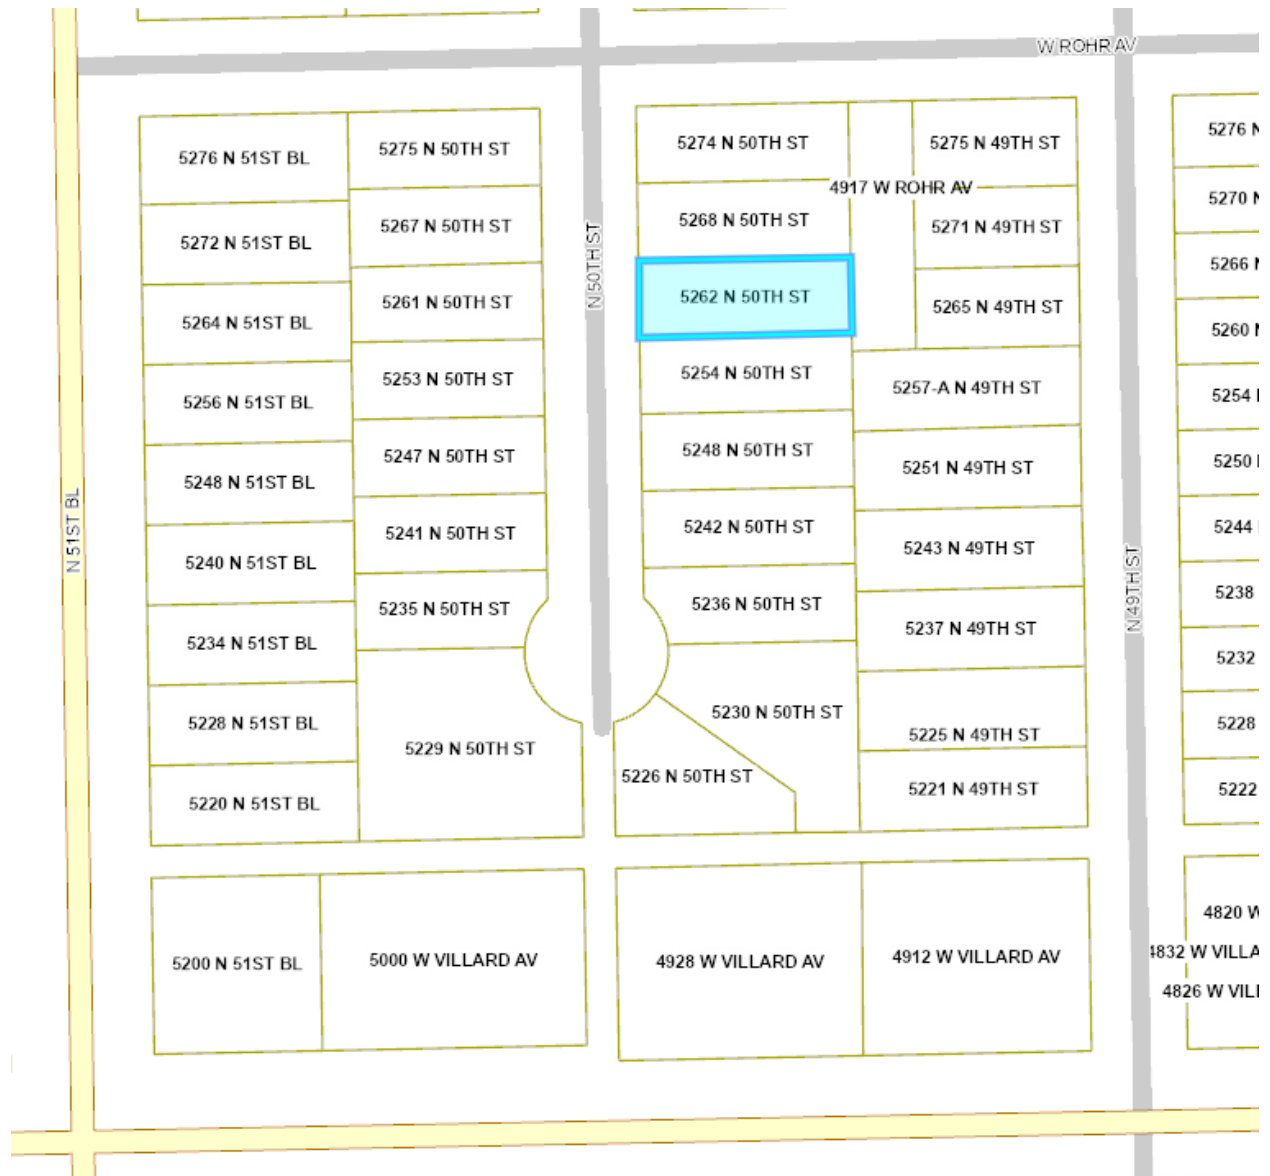 W ROHR AV
5276 N 51ST BL
5275 N 50TH ST
5274 N 50TH ST
5275 N 49TH ST
5276 N
4917 W ROHR AV
5272 N 51ST BL
5267 N 50TH ST
5268 N 50TH ST
5271 N 49TH ST
5270 N
N 50TH ST
5264 N 51ST BL
5261 N 50TH ST
5262 N 50TH ST
5265 N 49TH ST
5266 N
5260 N
5256 N 51ST BL
5253 N 50TH ST
5254 N 50TH ST
5257-A N 49TH ST
5254
5248 N 51ST BL
5247 N 50TH ST
5248 N 50TH ST
5251 N 49TH ST
5250
N 51ST BL
5240 N 51ST BL
5241 N 50TH ST
5242 N 50TH ST
5243 N 49TH ST
5244
N 49TH ST
5234 N 51ST BL
5235 N 50TH ST
5236 N 50TH ST
5237 N 49TH ST
5238
5232
5228 N 51ST BL
5229 N 50TH ST
5230 N 50TH ST
5225 N 49TH ST
5228
5220 N 51ST BL
5226 N 50TH ST
5221 N 49TH ST
5222
5200 N 51ST BL
5000 W VILLARD AV
4928 W VILLARD AV
4912 W VILLARD AV
4820 W
4832 W VILLA
4826 W VIL